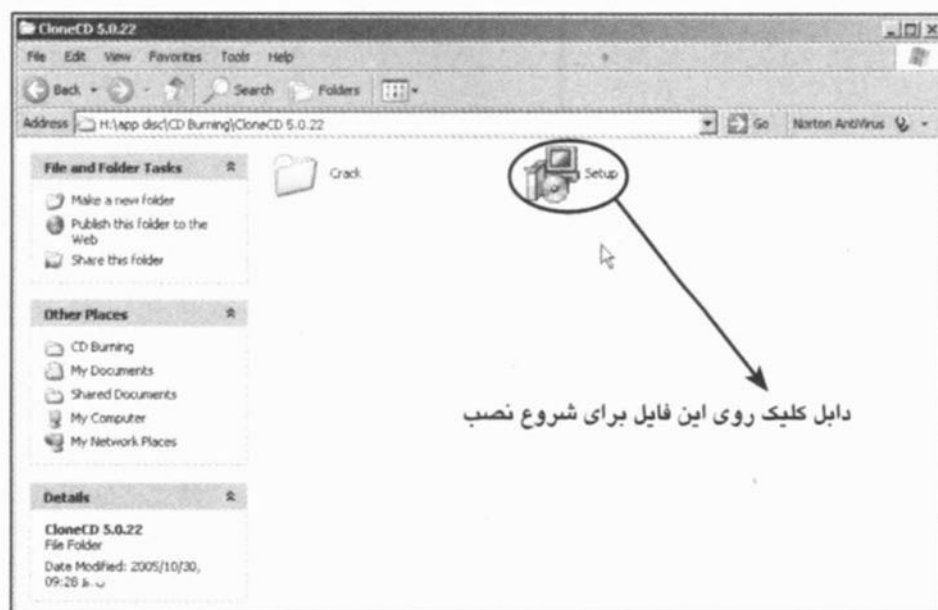 CloneCD 5.0.22
File Edit View Favorites Tools Help
Back Search Folders
Address H:\app disc\CD Burning\CloneCD 5.0.22 Go Norton AntiVirus
File and Folder Tasks
Make a new folder
Publish this folder to the
Web
Share this folder
Other Places
CD Burning
My Documents
Shared Documents
My Computer
My Network Places
Details
CloneCD 5.0.22
File Folder
Date Modified: 2005/10/30,
09:28 ب.ظ
Crack
Setup
دابل کلیک روی این فایل برای شروع نصب